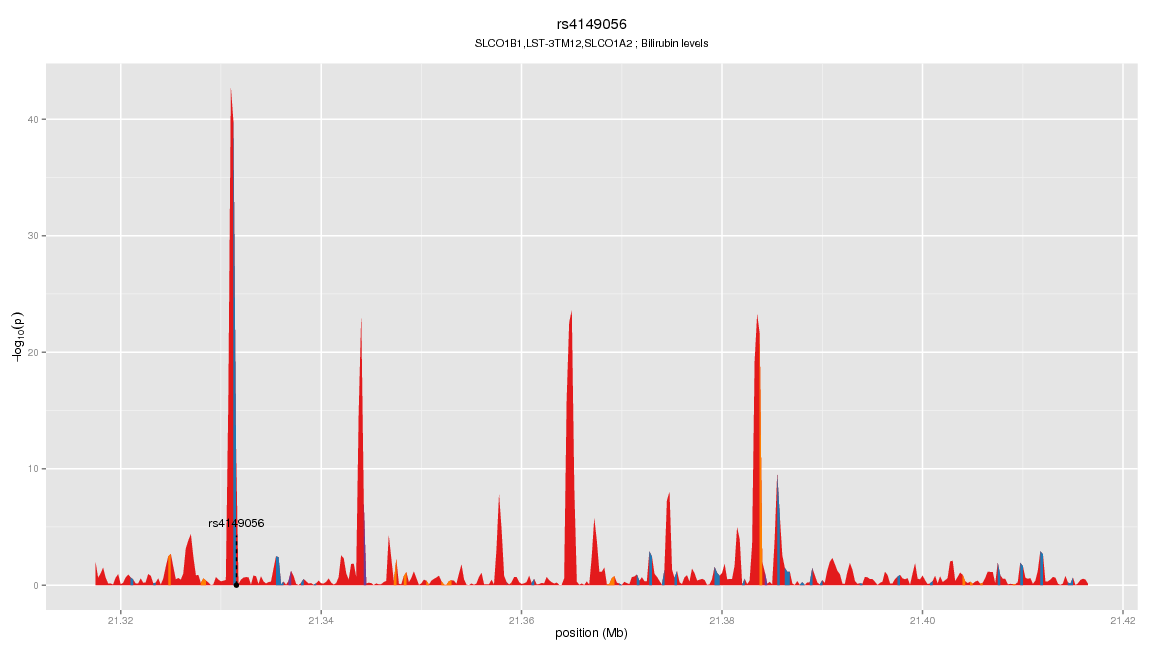 rs4149056
SLCO1B1,LST-3TM12,SLCO1A2 ; Bilirubin levels
40
30
20
10
0
−log10(p)
rs4149056
21.32 21.34 21.36 21.38 21.40 21.42
position (Mb)